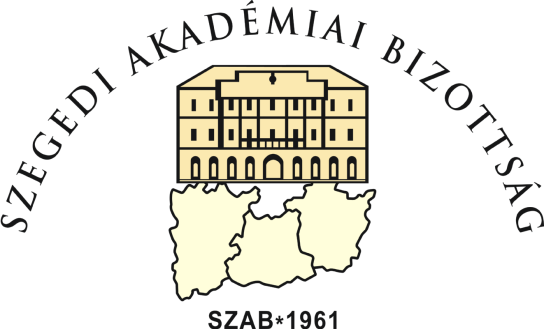 SZEGEDI AKADÉMIAI BIZOTTSÁG
SZAB*1961